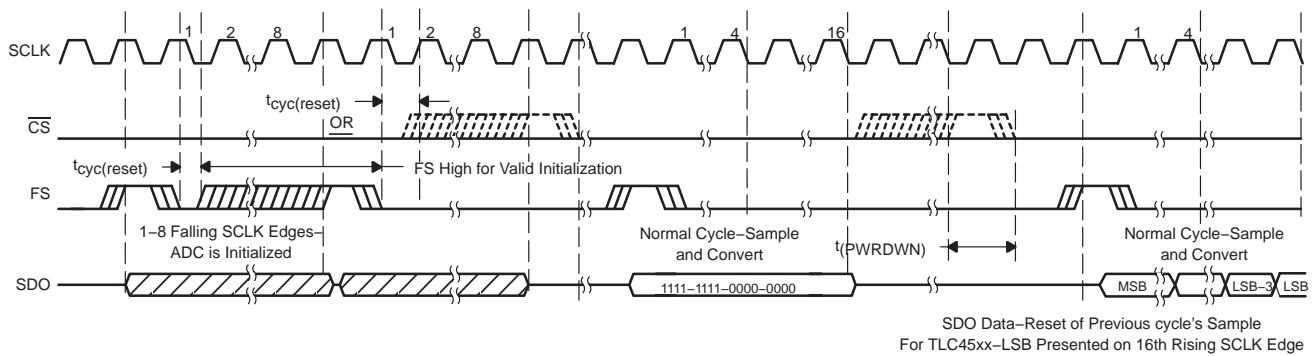 1 2 8 1 2 8 1 4 16 1 4
SCLK
tcyc(reset)
CS
OR
tcyc(reset)
FS High for Valid Initialization
FS
1–8 Falling SCLK Edges–
ADC is Initialized
Normal Cycle–Sample
and Convert
t(PWRDWN)
Normal Cycle–Sample
and Convert
SDO
1111–1111–0000–0000
MSB
LSB–3
LSB
SDO Data–Reset of Previous cycle's Sample
For TLC45xx–LSB Presented on 16th Rising SCLK Edge